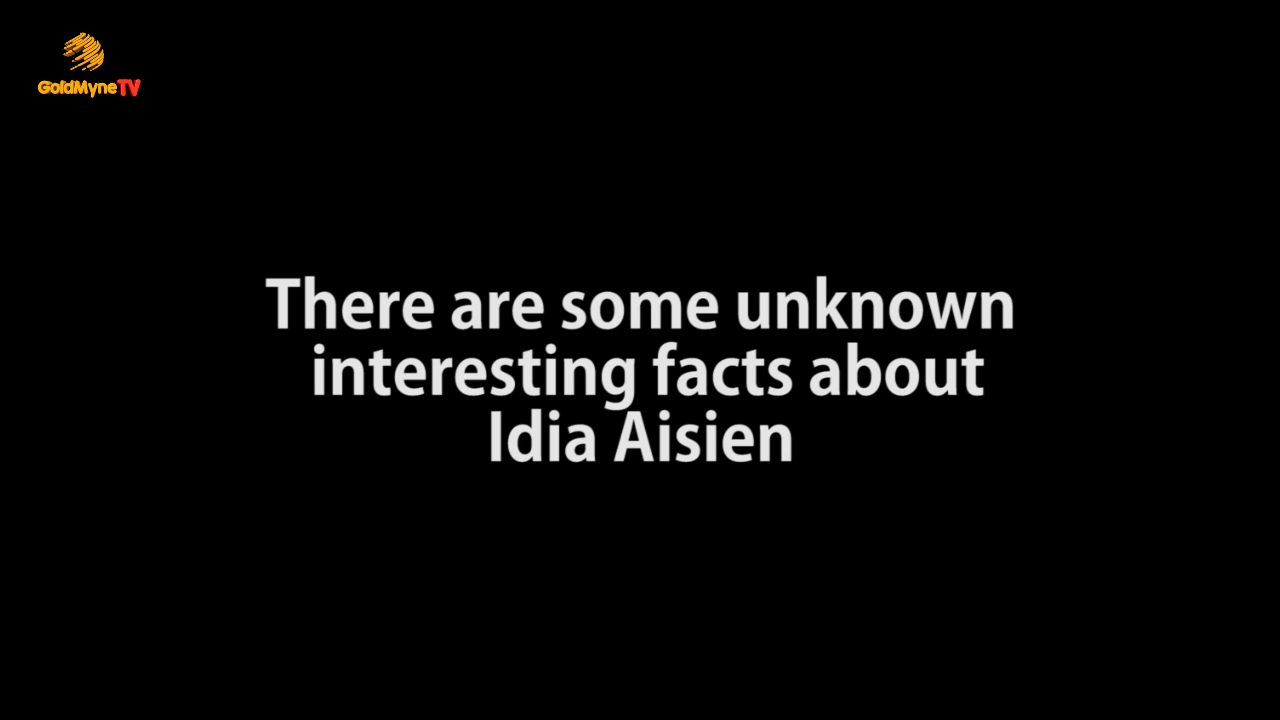 GoldMyneTV
There are some unknown
interesting facts about
Idia Aisien